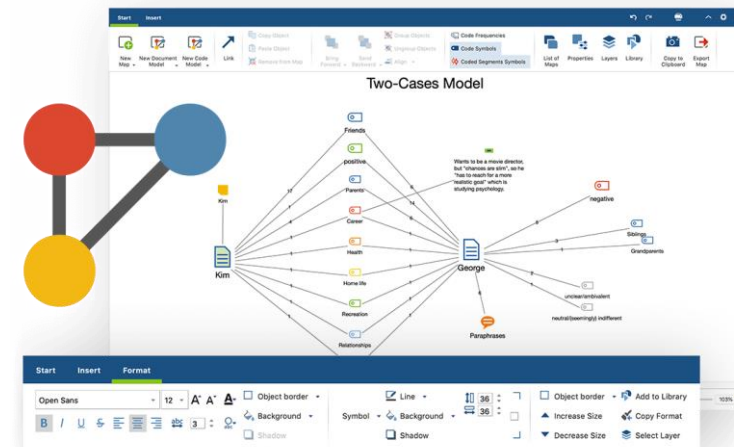 Start Insert
New Map
New Document Model
New Code Model
Link
Copy Object
Paste Object
Remove from Map
Bring Forward
Send Backward
Group Objects
Ungroup Objects
Align
Code Frequencies
Code Symbols
Coded Segments Symbols
List of Maps
Properties
Layers
Library
Copy to Clipboard
Export Map
Two-Cases Model
Friends
positive
Wants to be a movie director,
but "chances are slim", so he
"has to reach for a more
realistic goal" which is
studying psychology.
Parents
negative
Kim
17
6
14
Career
Siblings
Grandparents
Health
Kim
George
Home life
unclear/ambivalent
Recreation
neutral/(seemingly) indifferent
Paraphrases
Relationships
Start Insert Format
Open Sans 12 A A A
Object border
Line
36
Object border
Add to Library
B I U S
3
Background
Symbol
Background
36
Increase Size
Copy Format
Shadow
Shadow
Decrease Size
Select Layer
103%